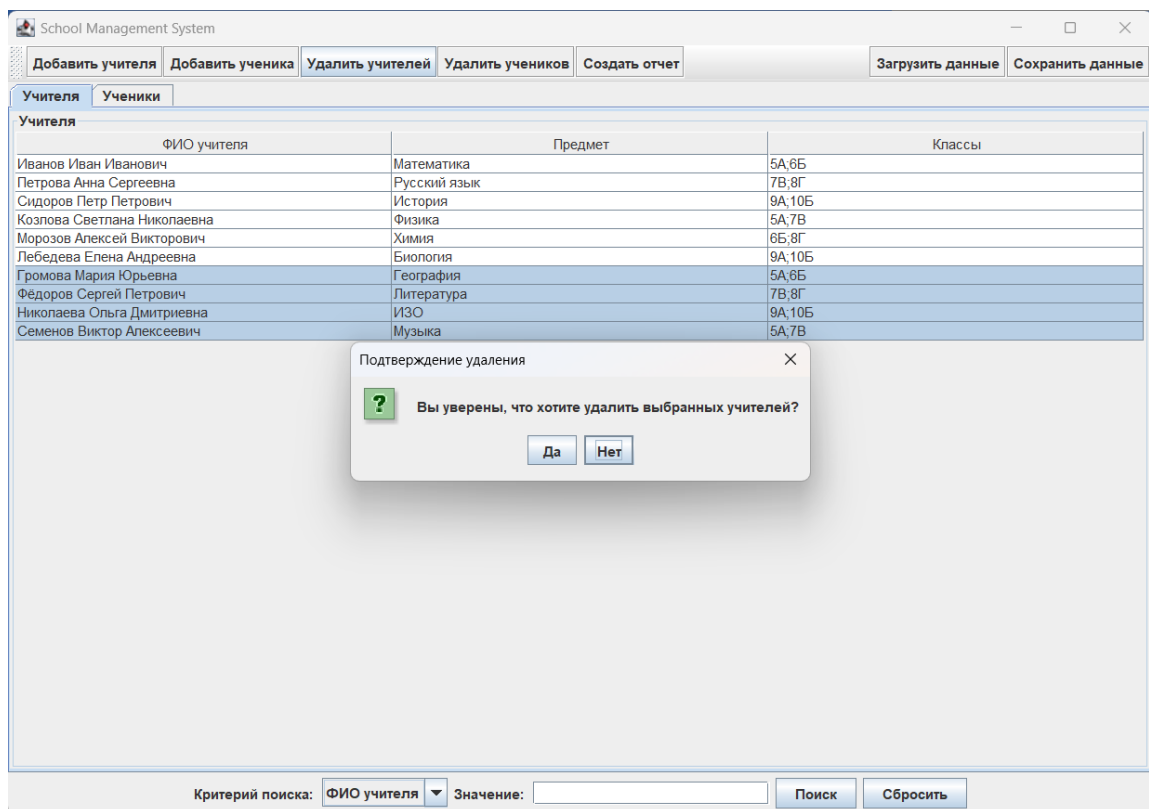 School Management System
Добавить учителя Добавить ученика Удалить учителей Удалить учеников Создать отчет Загрузить данные Сохранить данные
Учителя Ученики
Учителя
ФИО учителя Предмет Классы
Иванов Иван Иванович Математика 5А;6Б
Петрова Анна Сергеевна Русский язык 7В;8Г
Сидоров Петр Петрович История 9А;10Б
Козлова Светлана Николаевна Физика 5А;7В
Морозов Алексей Викторович Химия 6Б;8Г
Лебедева Елена Андреевна Биология 9А;10Б
Громова Мария Юрьевна География 5А;6Б
Фёдоров Сергей Петрович Литература 7В;8Г
Николаева Ольга Дмитриевна ИЗО 9А;10Б
Семенов Виктор Алексеевич Музыка 5А;7В
Подтверждение удаления
Вы уверены, что хотите удалить выбранных учителей?
Да Нет
Критерий поиска: ФИО учителя Значение: Поиск Сбросить